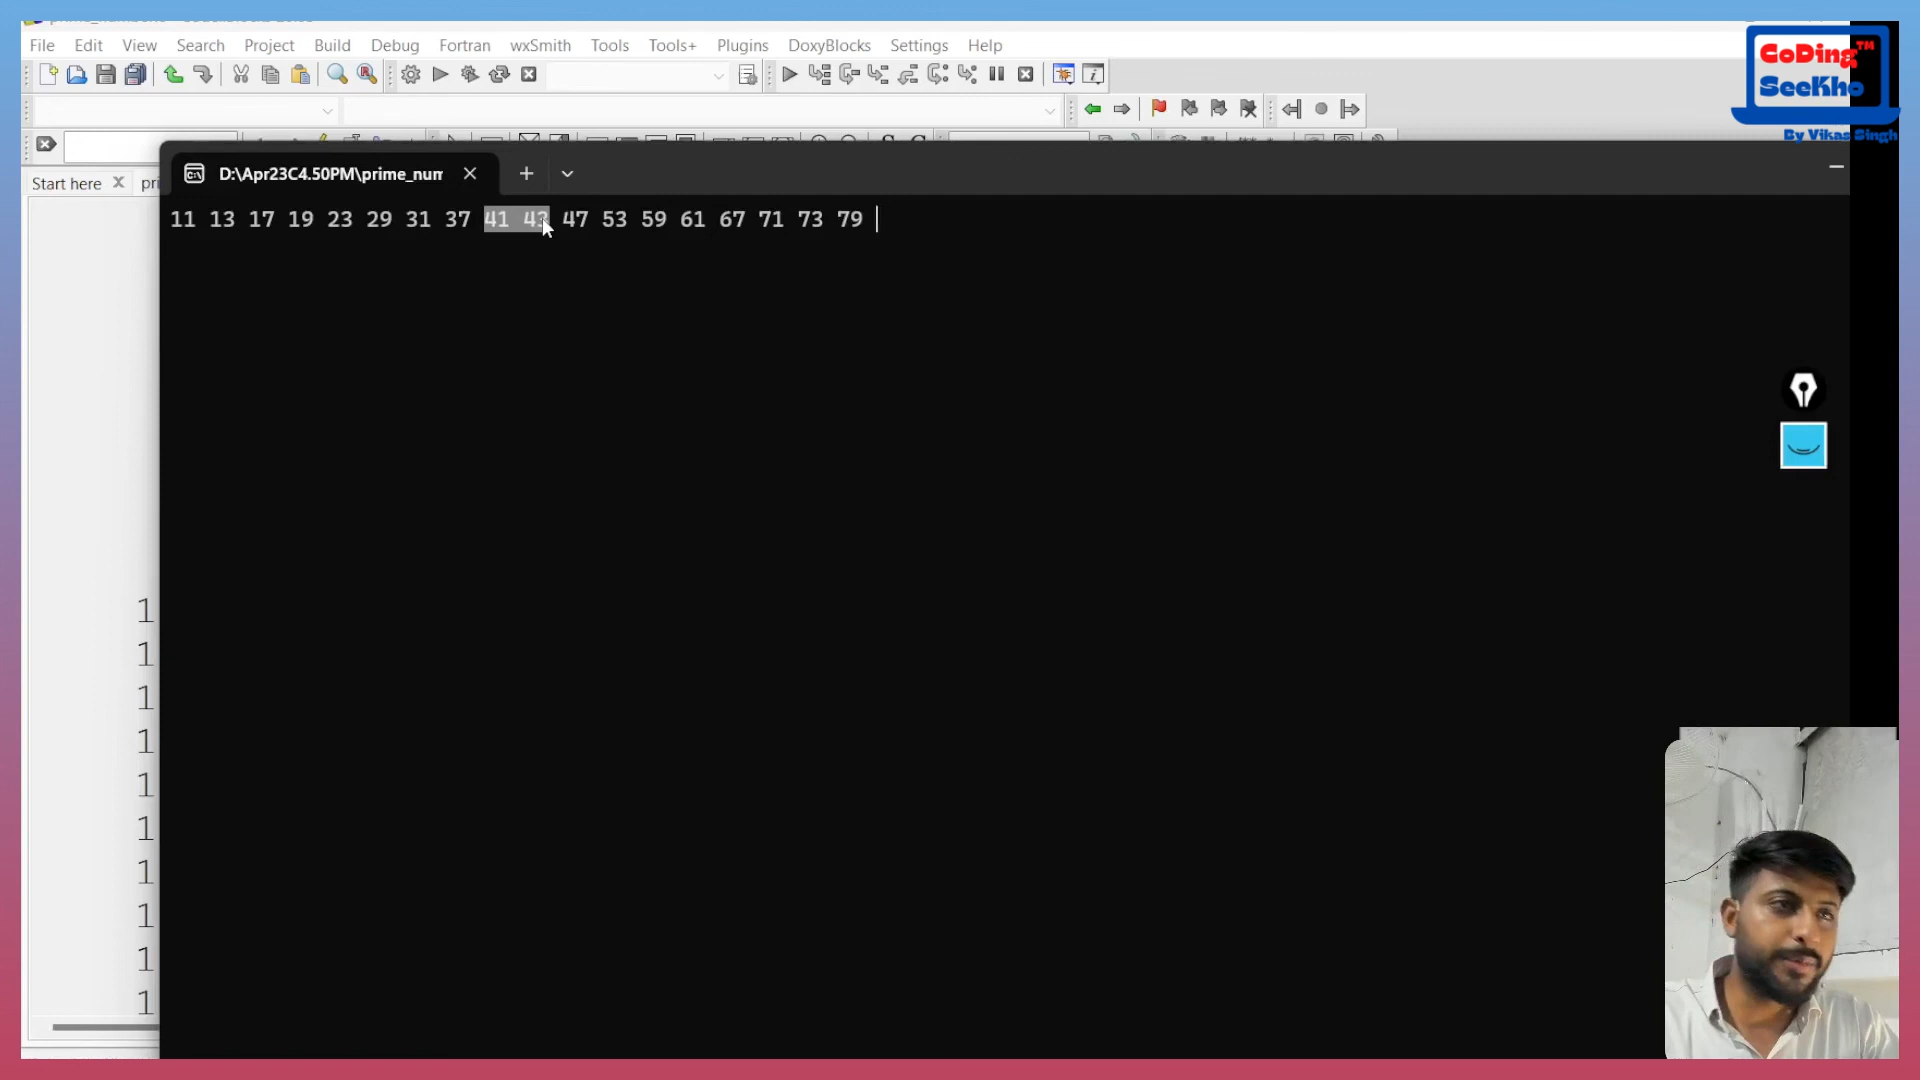 File Edit View Search Project Build Debug Fortran wxSmith Tools Tools+ Plugins DoxyBlocks Settings Help
CoDing™
SeeKho
By Vikas Singh
Start here
D:\Apr23C4.50PM\prime_num
11 13 17 19 23 29 31 37 41 43 47 53 59 61 67 71 73 79
1
1
1
1
1
1
1
1
1
1